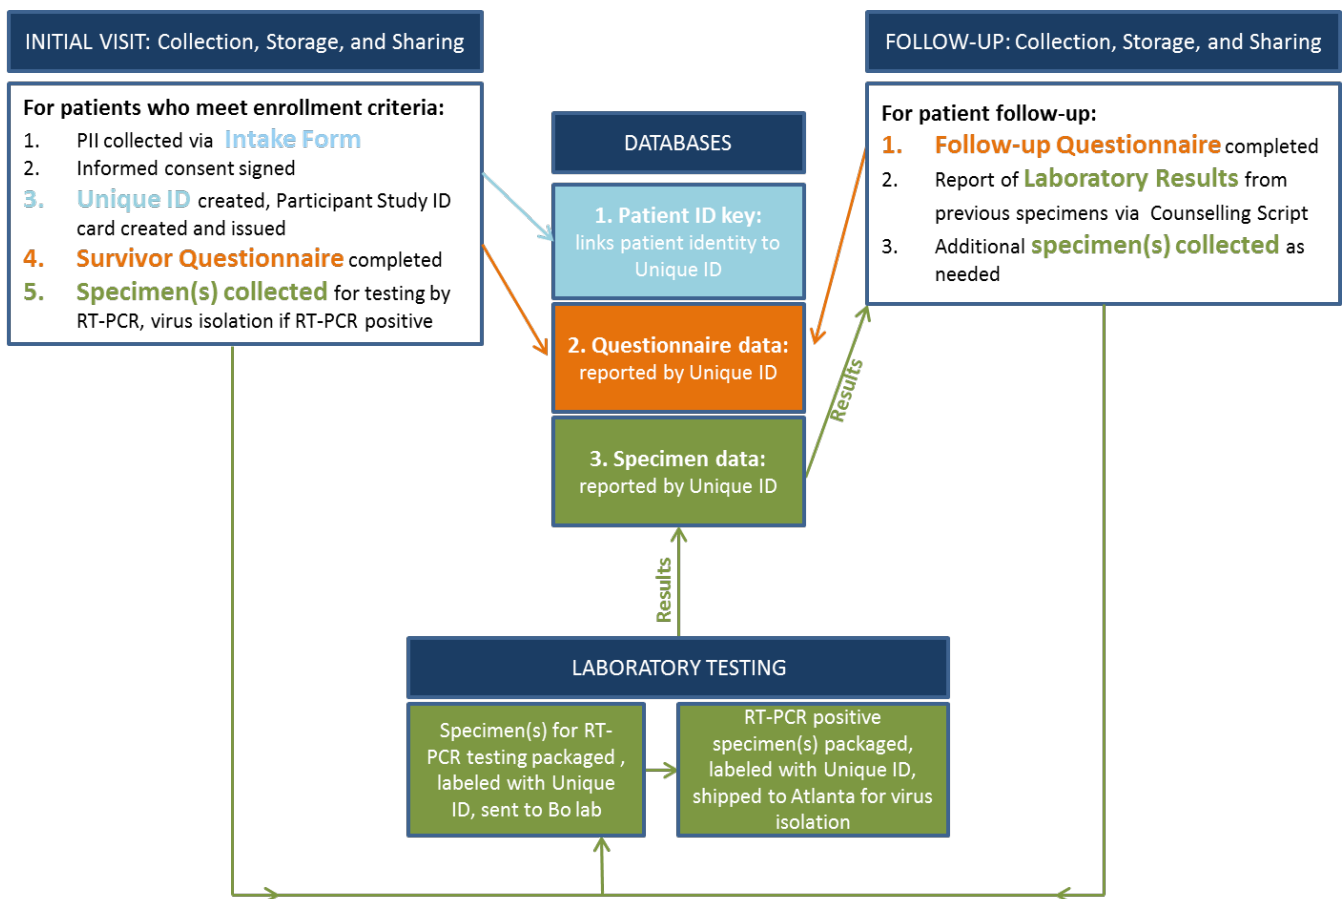 INITIAL VISIT: Collection, Storage, and Sharing
For patients who meet enrollment criteria:
1. PII collected via Intake Form
2. Informed consent signed
3. Unique ID created, Participant Study ID
card created and issued
4. Survivor Questionnaire completed
5. Specimen(s) collected for testing by
RT-PCR, virus isolation if RT-PCR positive
DATABASES
1. Patient ID key:
links patient identity to
Unique ID
2. Questionnaire data:
reported by Unique ID
3. Specimen data:
reported by Unique ID
FOLLOW-UP: Collection, Storage, and Sharing
For patient follow-up:
1. Follow-up Questionnaire completed
2. Report of Laboratory Results from
previous specimens via Counselling Script
3. Additional specimen(s) collected as
needed
Results
Results
LABORATORY TESTING
Specimen(s) for RT-
PCR testing packaged ,
labeled with Unique
ID, sent to Bo lab
RT-PCR positive
specimen(s) packaged,
labeled with Unique ID,
shipped to Atlanta for virus
isolation